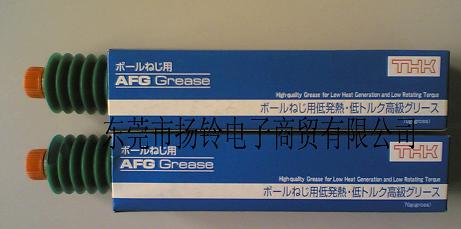 ボールねじ用
AFG Grease
THK
High-quality Grease for Low Heat Generation and Low Rotating Torque
ボールねじ用低発熱・低トルク高級グリース
70g(gross)
东莞市扬铃电子商贸有限公司
ボールねじ用
AFG Grease
THK
High-quality Grease for Low Heat Generation and Low Rotating Torque
ボールねじ用低発熱・低トルク高級グリース
70g(gross)